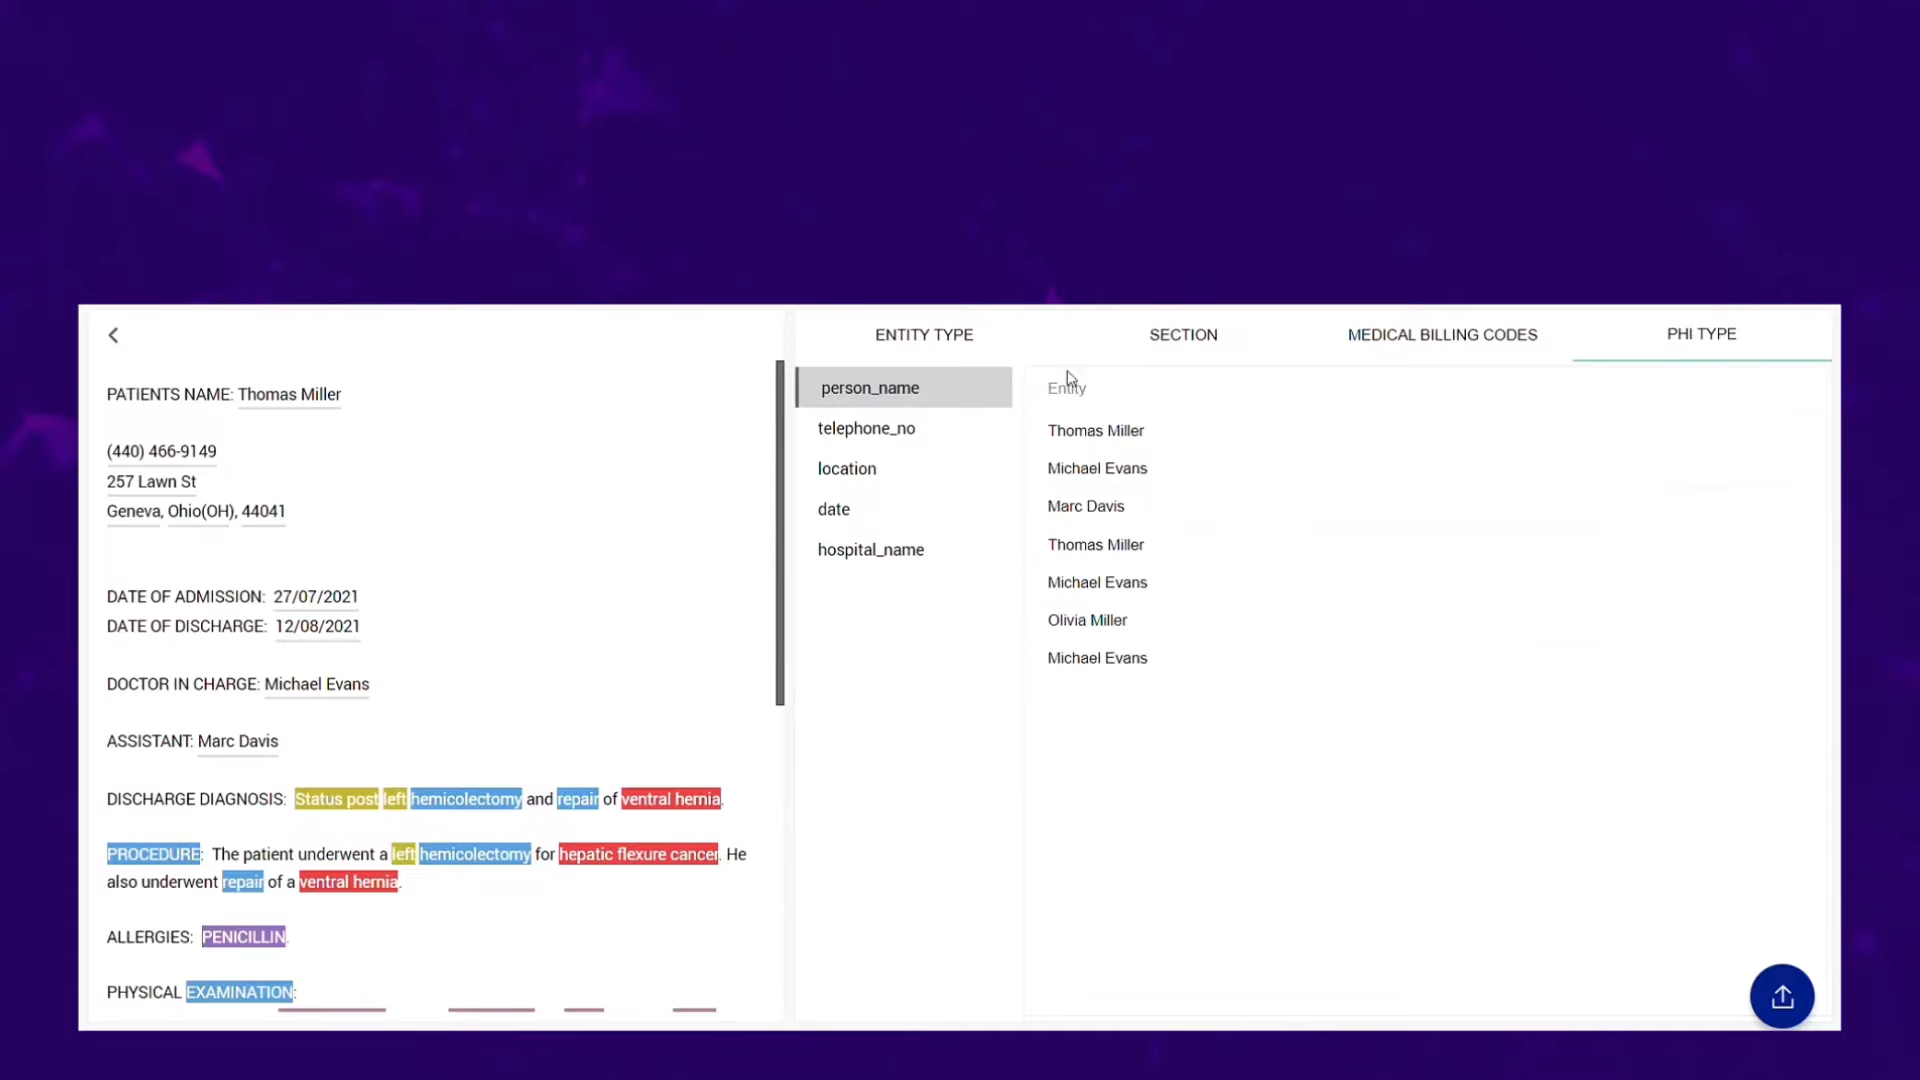 PATIENTS NAME: Thomas Miller
(440) 466-9149
257 Lawn St
Geneva, Ohio(OH), 44041
DATE OF ADMISSION: 27/07/2021
DATE OF DISCHARGE: 12/08/2021
DOCTOR IN CHARGE: Michael Evans
ASSISTANT: Marc Davis
DISCHARGE DIAGNOSIS: Status post left hemicolectomy and repair of ventral hernia.
PROCEDURE: The patient underwent a left hemicolectomy for hepatic flexure cancer. He
also underwent repair of a ventral hernia.
ALLERGIES: PENICILLIN.
PHYSICAL EXAMINATION:
ENTITY TYPE
SECTION
MEDICAL BILLING CODES
PHI TYPE
person_name
telephone_no
location
date
hospital_name
Entity
Thomas Miller
Michael Evans
Marc Davis
Thomas Miller
Michael Evans
Olivia Miller
Michael Evans